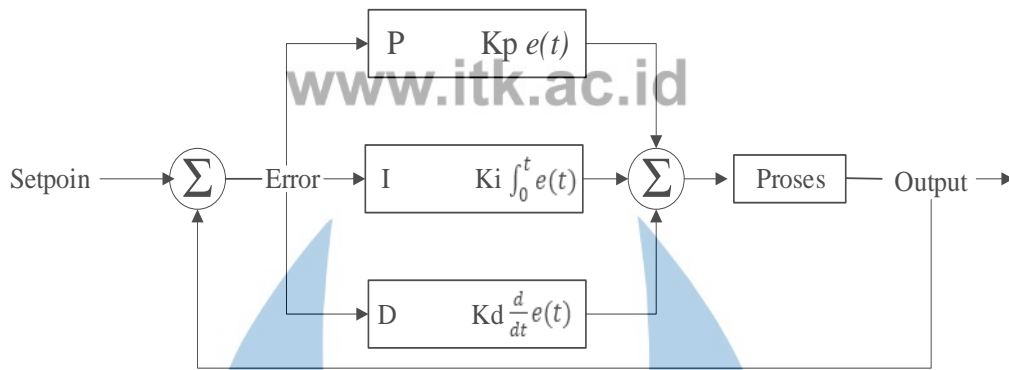 P Kp e(t)
www.itk.ac.id
Setpoin Σ Error I Ki ∫₀ᵗ e(t) Σ Proses Output
D Kd d/dt e(t)